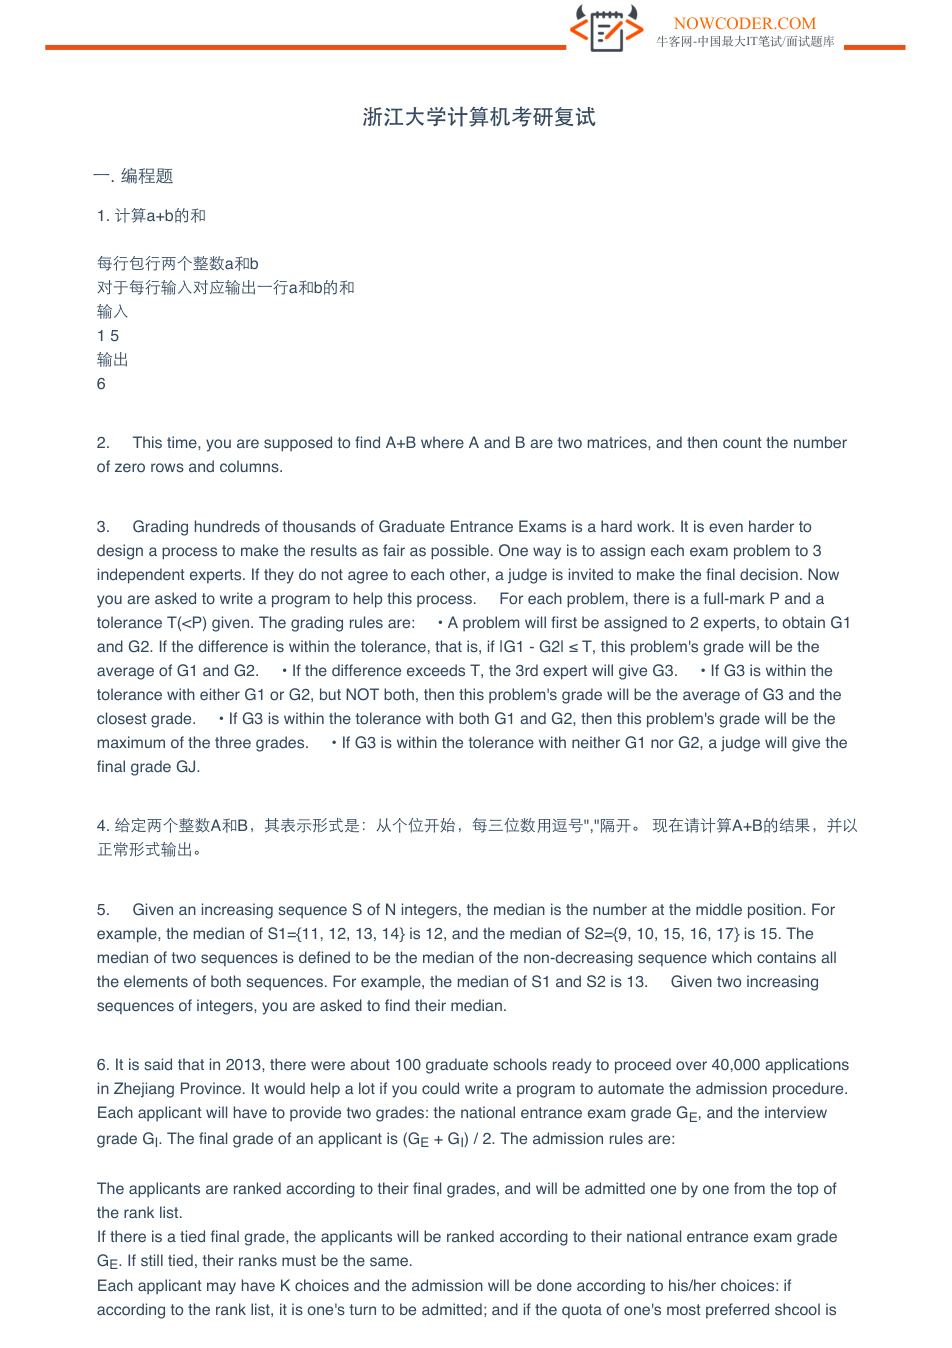 NOWCODER.COM
牛客网-中国最大IT笔试/面试题库
浙江大学计算机考研复试
一. 编程题
1. 计算a+b的和
每行包行两个整数a和b
对于每行输入对应输出一行a和b的和
输入
1 5
输出
6
2. This time, you are supposed to find A+B where A and B are two matrices, and then count the number
of zero rows and columns.
3. Grading hundreds of thousands of Graduate Entrance Exams is a hard work. It is even harder to
design a process to make the results as fair as possible. One way is to assign each exam problem to 3
independent experts. If they do not agree to each other, a judge is invited to make the final decision. Now
you are asked to write a program to help this process. For each problem, there is a full-mark P and a
tolerance T(<P) given. The grading rules are: • A problem will first be assigned to 2 experts, to obtain G1
and G2. If the difference is within the tolerance, that is, if |G1 - G2| ≤ T, this problem's grade will be the
average of G1 and G2. • If the difference exceeds T, the 3rd expert will give G3. • If G3 is within the
tolerance with either G1 or G2, but NOT both, then this problem's grade will be the average of G3 and the
closest grade. • If G3 is within the tolerance with both G1 and G2, then this problem's grade will be the
maximum of the three grades. • If G3 is within the tolerance with neither G1 nor G2, a judge will give the
final grade GJ.
4. 给定两个整数A和B，其表示形式是：从个位开始，每三位数用逗号","隔开。 现在请计算A+B的结果，并以
正常形式输出。
5. Given an increasing sequence S of N integers, the median is the number at the middle position. For
example, the median of S1={11, 12, 13, 14} is 12, and the median of S2={9, 10, 15, 16, 17} is 15. The
median of two sequences is defined to be the median of the non-decreasing sequence which contains all
the elements of both sequences. For example, the median of S1 and S2 is 13. Given two increasing
sequences of integers, you are asked to find their median.
6. It is said that in 2013, there were about 100 graduate schools ready to proceed over 40,000 applications
in Zhejiang Province. It would help a lot if you could write a program to automate the admission procedure.
Each applicant will have to provide two grades: the national entrance exam grade GE, and the interview
grade GI. The final grade of an applicant is (GE + GI) / 2. The admission rules are:
The applicants are ranked according to their final grades, and will be admitted one by one from the top of
the rank list.
If there is a tied final grade, the applicants will be ranked according to their national entrance exam grade
GE. If still tied, their ranks must be the same.
Each applicant may have K choices and the admission will be done according to his/her choices: if
according to the rank list, it is one's turn to be admitted; and if the quota of one's most preferred shcool is